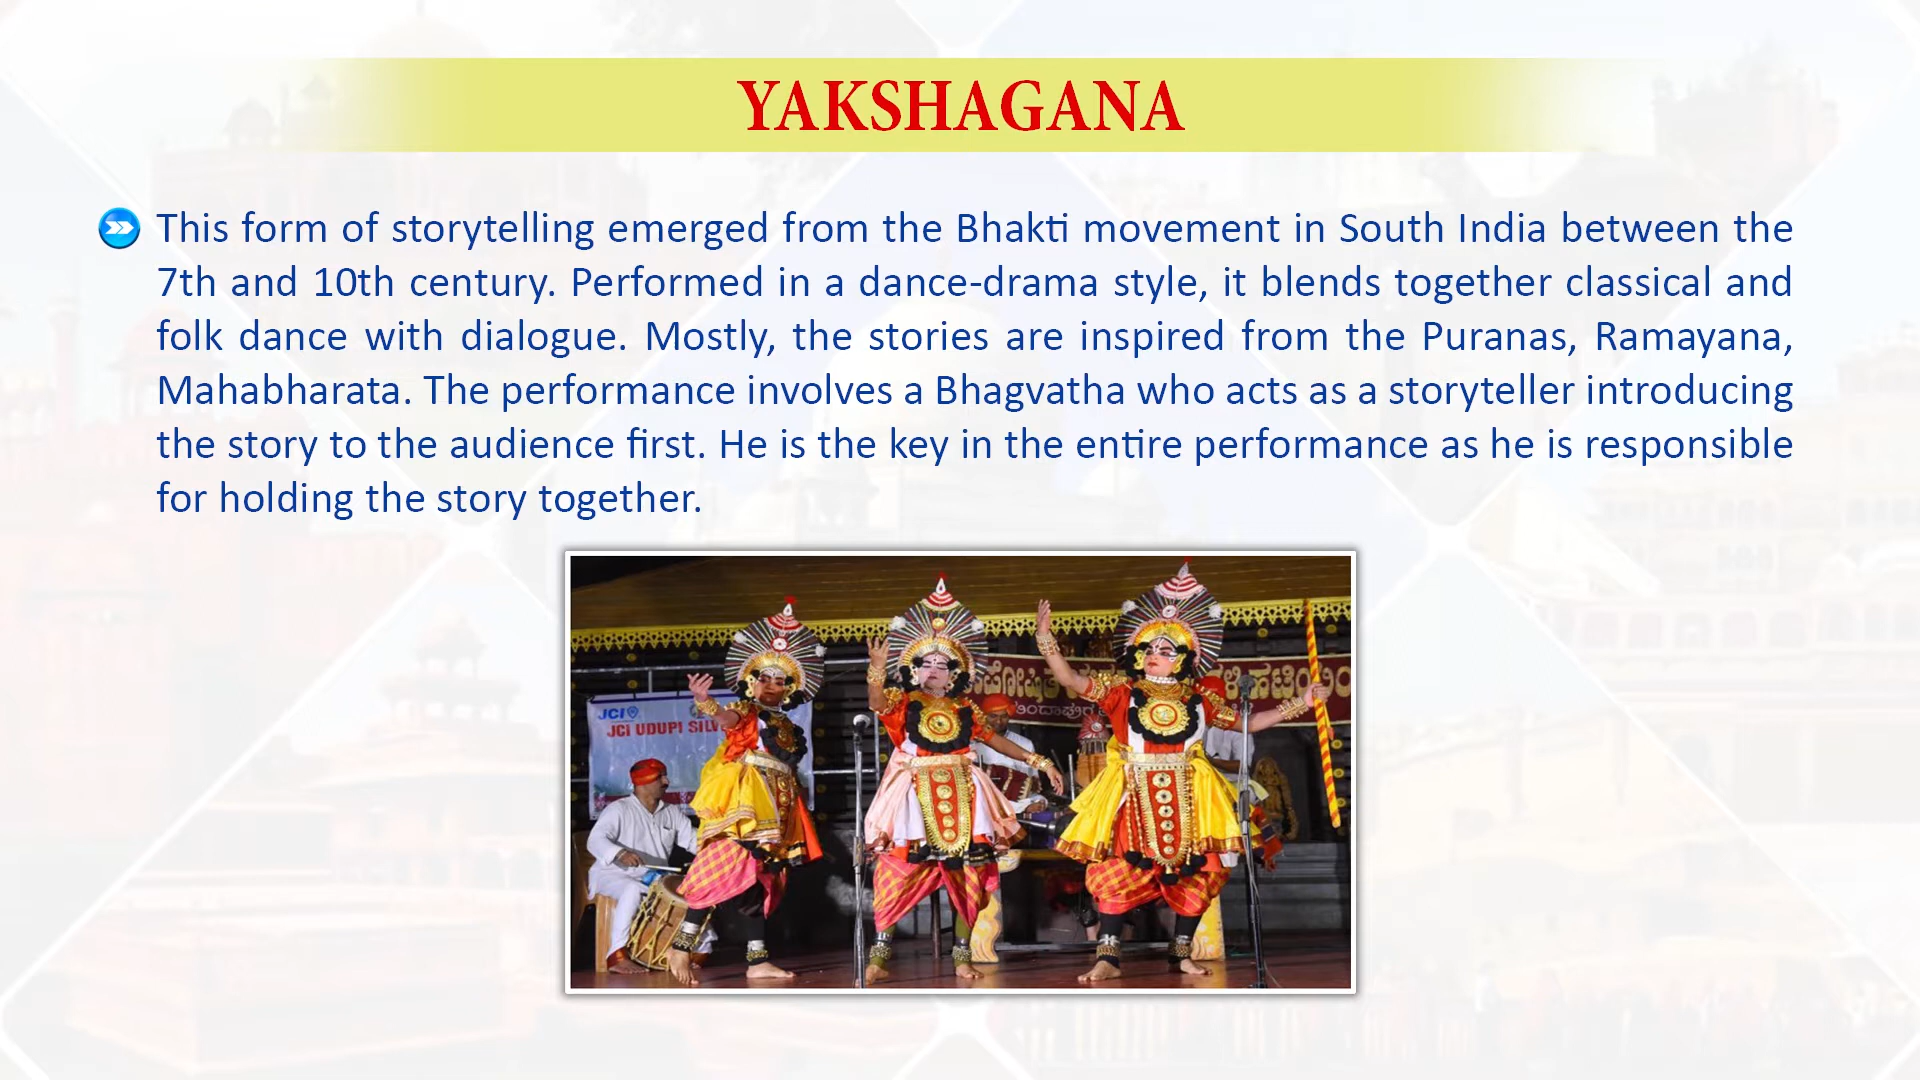 YAKSHAGANA
This form of storytelling emerged from the Bhakti movement in South India between the
7th and 10th century. Performed in a dance-drama style, it blends together classical and
folk dance with dialogue. Mostly, the stories are inspired from the Puranas, Ramayana,
Mahabharata. The performance involves a Bhagvatha who acts as a storyteller introducing
the story to the audience first. He is the key in the entire performance as he is responsible
for holding the story together.
JCI
JCI UDUPI